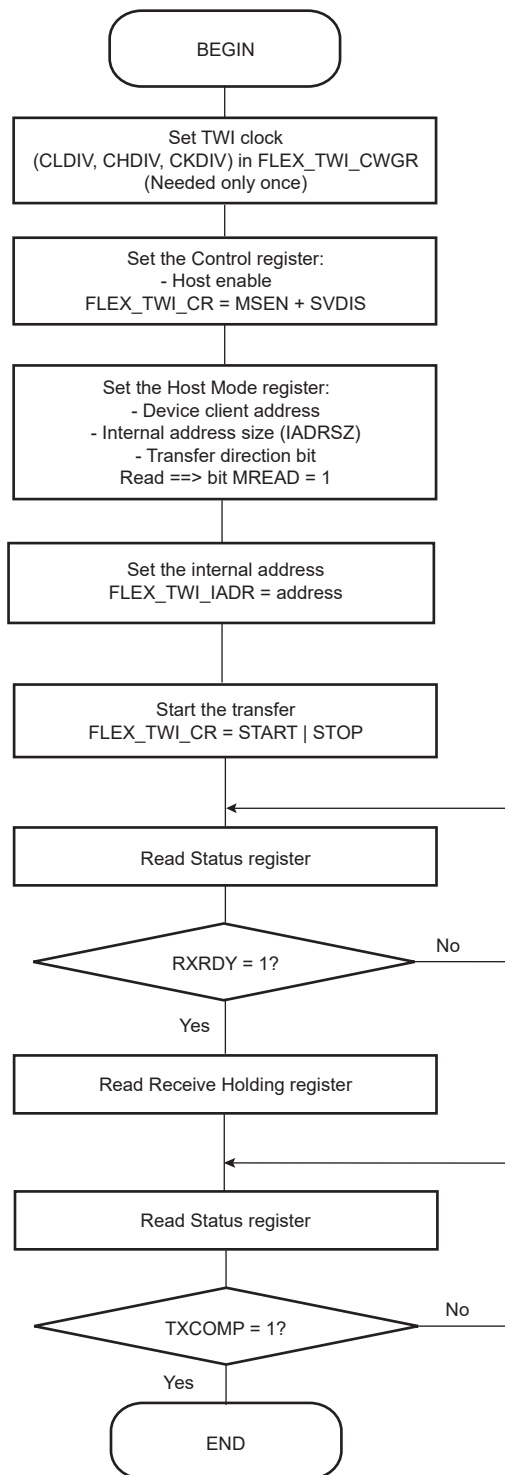 BEGIN
Set TWI clock
(CLDIV, CHDIV, CKDIV) in FLEX_TWI_CWGR
(Needed only once)
Set the Control register:
- Host enable
FLEX_TWI_CR = MSEN + SVDIS
Set the Host Mode register:
- Device client address
- Internal address size (IADRSZ)
- Transfer direction bit
Read ==> bit MREAD = 1
Set the internal address
FLEX_TWI_IADR = address
Start the transfer
FLEX_TWI_CR = START | STOP
Read Status register
RXRDY = 1?
No
Yes
Read Receive Holding register
Read Status register
TXCOMP = 1?
No
Yes
END